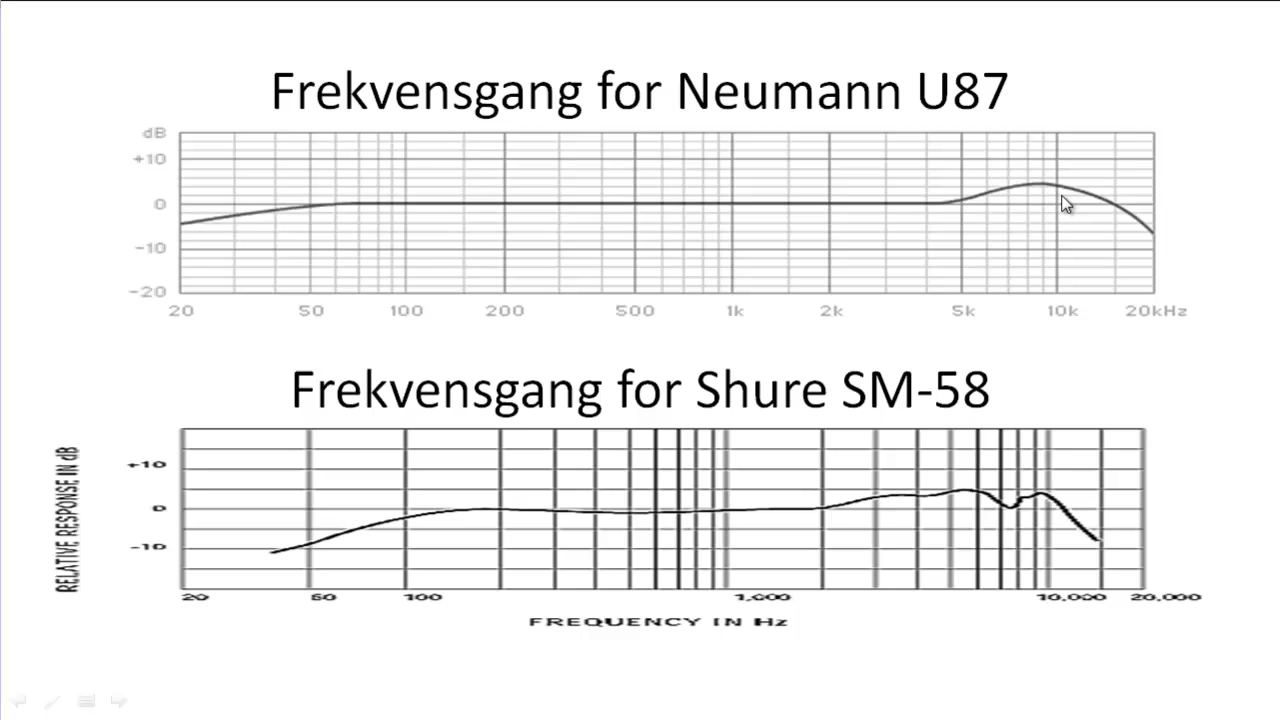 Frekvensgang for Neumann U87
dB
+10
0
-10
-20
20 50 100 200 500 1k 2k 5k 10k 20kHz
Frekvensgang for Shure SM-58
RELATIVE RESPONSE IN dB
+10
0
-10
20 50 100 1,000 10,000 20,000
FREQUENCY IN Hz